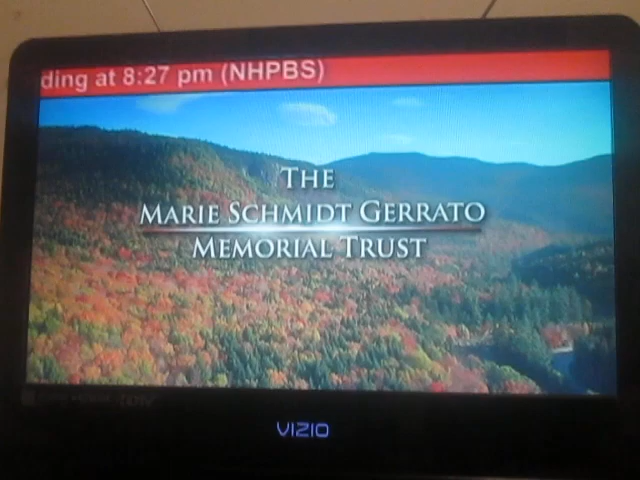 ding at 8:27 pm (NHPBS)
THE
MARIE SCHMIDT GERRATO
MEMORIAL TRUST
VIZIO